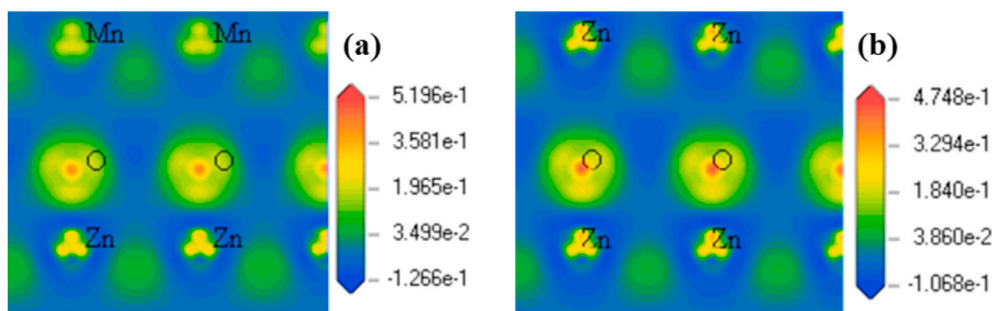 Mn Mn
(a)
5.196e-1
3.581e-1
1.965e-1
3.499e-2
-1.266e-1
O O
Zn Zn
Zn Zn
(b)
4.748e-1
3.294e-1
1.840e-1
3.860e-2
-1.068e-1
O O
Zn Zn